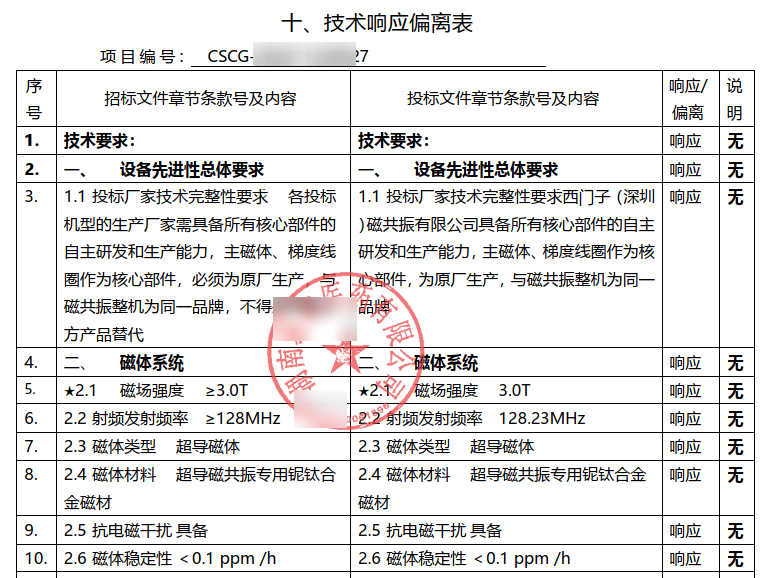 十、技术响应偏离表
项目编号： CSCG- 27
序号 招标文件章节条款号及内容 投标文件章节条款号及内容 响应/偏离 说明
1. 技术要求： 技术要求： 响应 无
2. 一、 设备先进性总体要求 一、 设备先进性总体要求 响应 无
3. 1.1 投标厂家技术完整性要求 各投标 1.1 投标厂家技术完整性要求西门子（深圳 响应 无
机型的生产厂家需具备所有核心部件的 )磁共振有限公司具备所有核心部件的自主
自主研发和生产能力，主磁体、梯度线 研发和生产能力，主磁体、梯度线圈作为核
圈作为核心部件，必须为原厂生产，与 心部件，为原厂生产，与磁共振整机为同一
磁共振整机为同一品牌，不得 品牌
方产品替代
4. 二、 磁体系统 二、 磁体系统 响应 无
5. ★2.1 磁场强度 ≥3.0T ★2.1 磁场强度 3.0T 响应 无
6. 2.2 射频发射频率 ≥128MHz 2.2 射频发射频率 128.23MHz 响应 无
7. 2.3 磁体类型 超导磁体 2.3 磁体类型 超导磁体 响应 无
8. 2.4 磁体材料 超导磁共振专用铌钛合 2.4 磁体材料 超导磁共振专用铌钛合金 响应 无
金磁材 磁材
9. 2.5 抗电磁干扰 具备 2.5 抗电磁干扰 具备 响应 无
10. 2.6 磁体稳定性 ＜0.1 ppm /h 2.6 磁体稳定性 ＜0.1 ppm /h 响应 无
湖南 医药有限公司